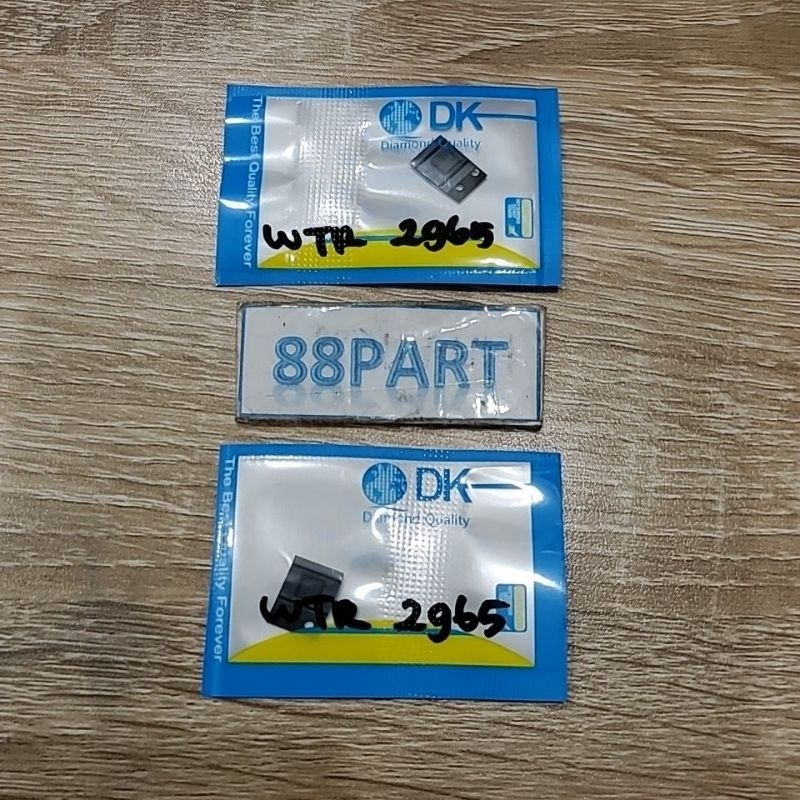 The Best Quality Forever
DK
Diamond Quality
WTR 2965
88PART
The Best Quality Forever
DK
Diamond Quality
WTR 2965